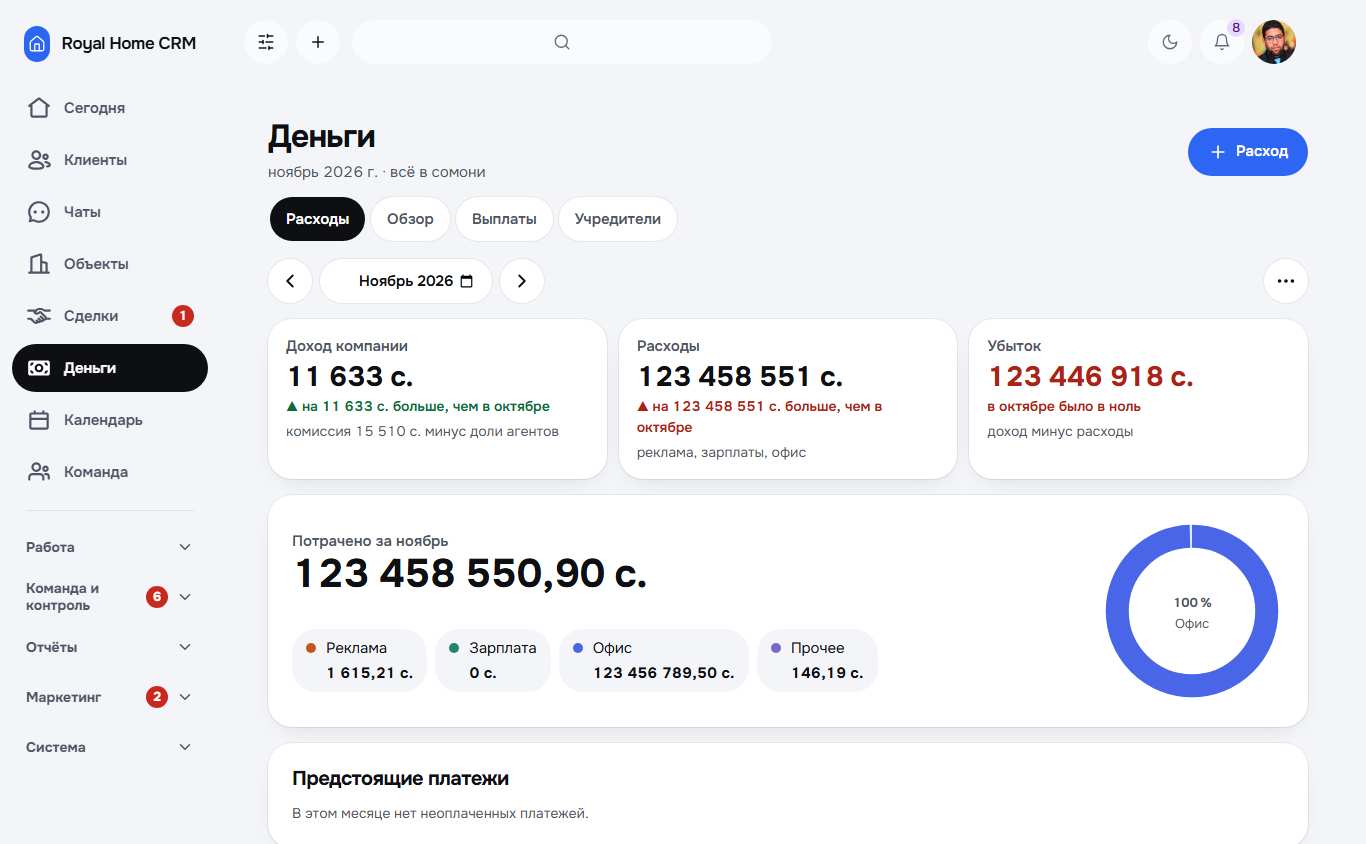 Royal Home CRM
8
Сегодня
Клиенты
Чаты
Объекты
Сделки
1
Деньги
Календарь
Команда
Работа
Команда и
контроль
6
Отчёты
Маркетинг
2
Система
Деньги
ноябрь 2026 г. · всё в сомони
+ Расход
Расходы
Обзор
Выплаты
Учредители
Ноябрь 2026
Доход компании
11 633 с.
▲ на 11 633 с. больше, чем в октябре
комиссия 15 510 с. минус доли агентов
Расходы
123 458 551 с.
▲ на 123 458 551 с. больше, чем в
октябре
реклама, зарплаты, офис
Убыток
123 446 918 с.
в октябре было в ноль
доход минус расходы
Потрачено за ноябрь
123 458 550,90 с.
Реклама
1 615,21 с.
Зарплата
0 с.
Офис
123 456 789,50 с.
Прочее
146,19 с.
100 %
Офис
Предстоящие платежи
В этом месяце нет неоплаченных платежей.